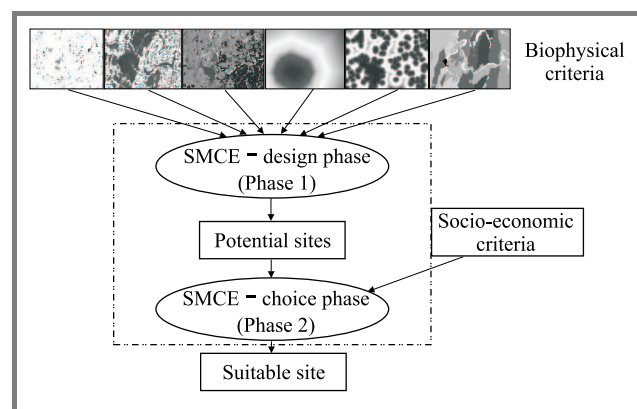 Biophysical
criteria
SMCE – design phase
(Phase 1)
Potential sites
Socio-economic
criteria
SMCE – choice phase
(Phase 2)
Suitable site